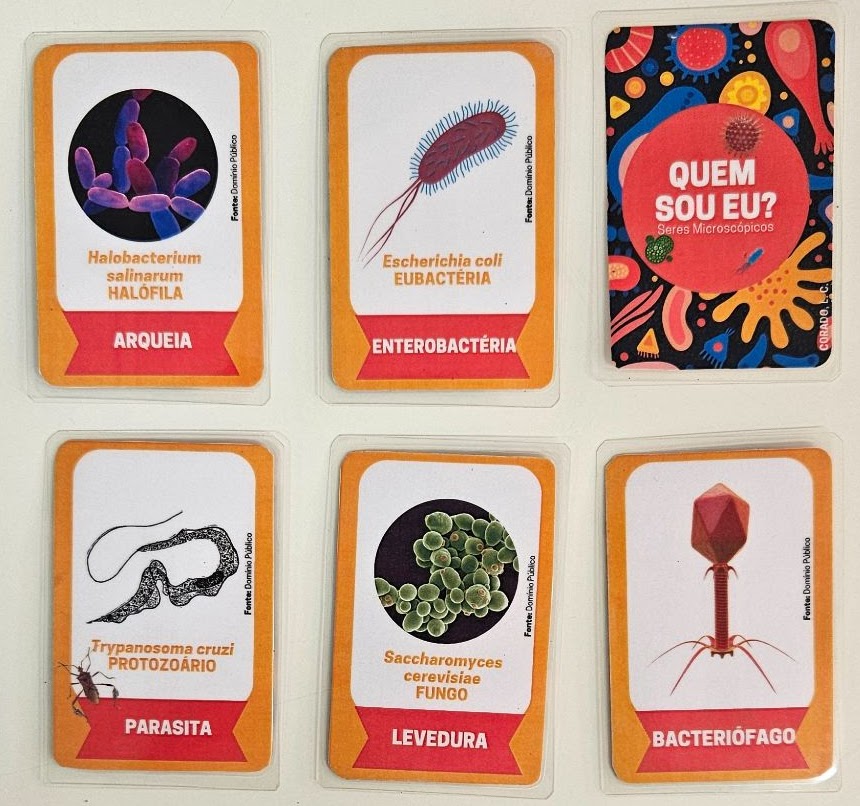 Fonte: Domínio Público
Halobacterium
salinarum
HALÓFILA
ARQUEIA
Fonte: Domínio Público
Escherichia coli
EUBACTÉRIA
ENTEROBACTÉRIA
QUEM
SOU EU?
Seres Microscópicos
CORADO, L. C.
Fonte: Domínio Público
Trypanosoma cruzi
PROTOZOÁRIO
PARASITA
Fonte: Domínio Público
Saccharomyces
cerevisiae
FUNGO
LEVEDURA
Fonte: Domínio Público
BACTERIÓFAGO